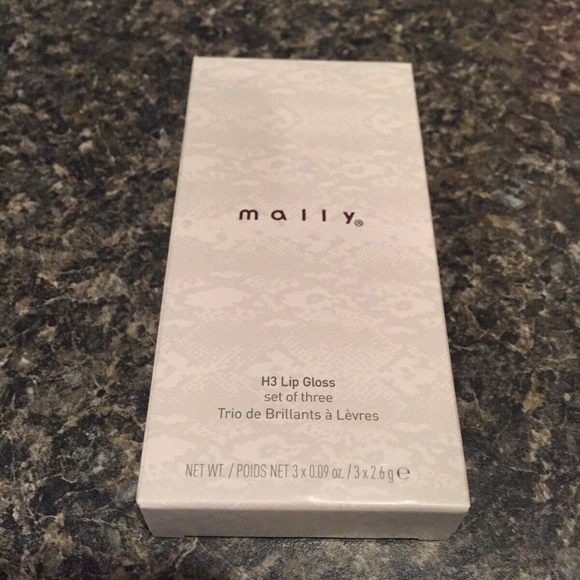 mally®
H3 Lip Gloss
set of three
Trio de Brillants à Lèvres
NET WT. / POIDS NET 3 x 0.09 oz. / 3 x 2.6 g ℮